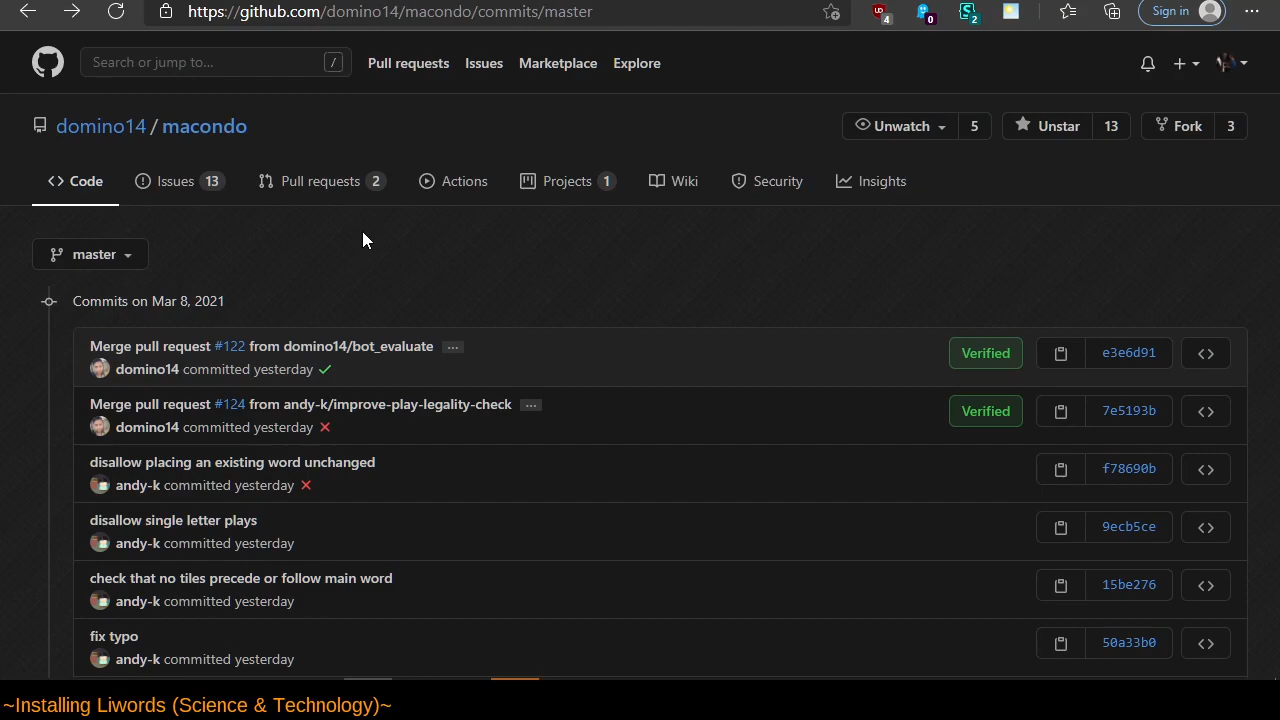 https://github.com/domino14/macondo/commits/master
4
0
2
Sign in
Search or jump to...
/
Pull requests
Issues
Marketplace
Explore
domino14 / macondo
Unwatch 5
Unstar 13
Fork 3
Code
Issues 13
Pull requests 2
Actions
Projects 1
Wiki
Security
Insights
master
Commits on Mar 8, 2021
Merge pull request #122 from domino14/bot_evaluate ...
domino14 committed yesterday
Verified
e3e6d91
Merge pull request #124 from andy-k/improve-play-legality-check ...
domino14 committed yesterday
Verified
7e5193b
disallow placing an existing word unchanged
andy-k committed yesterday
f78690b
disallow single letter plays
andy-k committed yesterday
9ecb5ce
check that no tiles precede or follow main word
andy-k committed yesterday
15be276
fix typo
andy-k committed yesterday
50a33b0
~Installing Liwords (Science & Technology)~